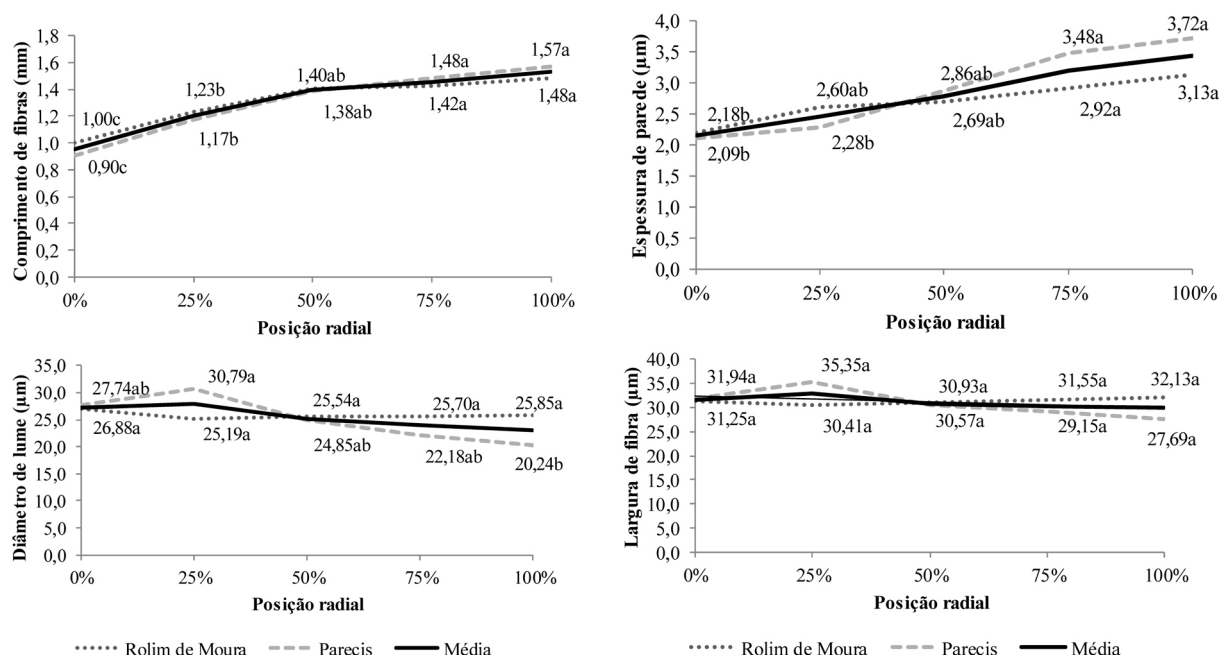 Comprimento de fibras (mm)
1,8
1,6
1,4
1,2
1,0
0,8
0,6
0,4
0,2
0,0
1,00c
0,90c
1,23b
1,17b
1,40ab
1,38ab
1,48a
1,42a
1,57a
1,48a
0% 25% 50% 75% 100%
Posição radial
Espessura de parede (µm)
4,0
3,5
3,0
2,5
2,0
1,5
1,0
0,5
0,0
2,18b
2,09b
2,60ab
2,28b
2,86ab
2,69ab
3,48a
2,92a
3,72a
3,13a
0% 25% 50% 75% 100%
Posição radial
Diâmetro de lume (µm)
35,0
30,0
25,0
20,0
15,0
10,0
5,0
0,0
27,74ab
26,88a
30,79a
25,19a
25,54a
24,85ab
25,70a
22,18ab
25,85a
20,24b
0% 25% 50% 75% 100%
Posição radial
Rolim de Moura Parecis Média
Largura de fibra (µm)
40,0
35,0
30,0
25,0
20,0
15,0
10,0
5,0
0,0
31,94a
31,25a
35,35a
30,41a
30,93a
30,57a
31,55a
29,15a
32,13a
27,69a
0% 25% 50% 75% 100%
Posição radial
Rolim de Moura Parecis Média